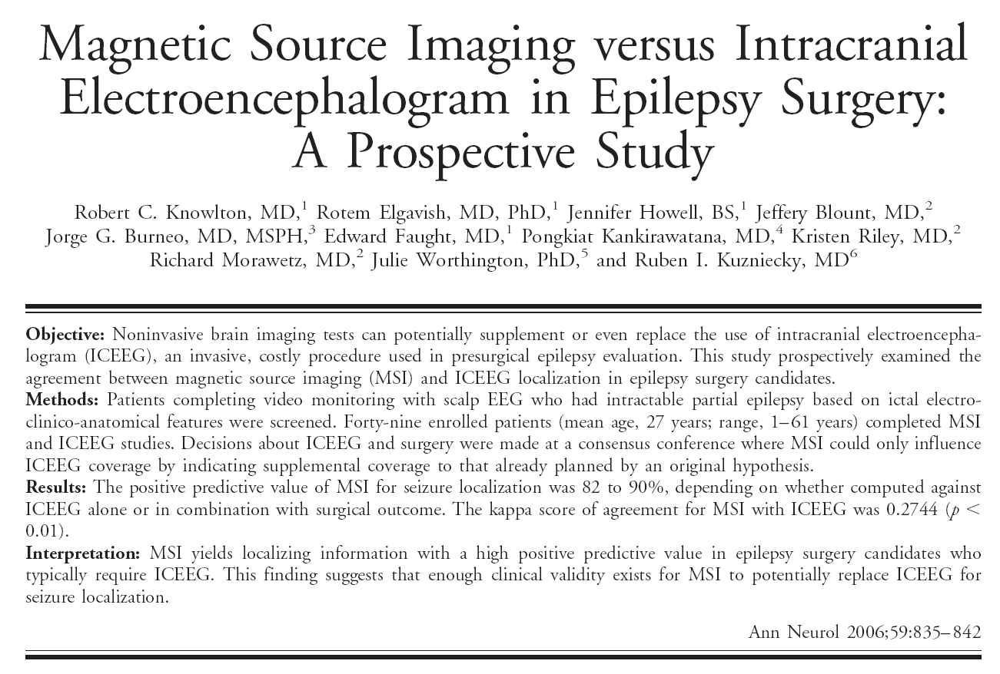 Magnetic Source Imaging versus Intracranial
Electroencephalogram in Epilepsy Surgery:
A Prospective Study
Robert C. Knowlton, MD,1 Rotem Elgavish, MD, PhD,1 Jennifer Howell, BS,1 Jeffery Blount, MD,2
Jorge G. Burneo, MD, MSPH,3 Edward Faught, MD,1 Pongkiat Kankirawatana, MD,4 Kristen Riley, MD,2
Richard Morawetz, MD,2 Julie Worthington, PhD,5 and Ruben I. Kuzniecky, MD6
Objective: Noninvasive brain imaging tests can potentially supplement or even replace the use of intracranial electroencepha-
logram (ICEEG), an invasive, costly procedure used in presurgical epilepsy evaluation. This study prospectively examined the
agreement between magnetic source imaging (MSI) and ICEEG localization in epilepsy surgery candidates.
Methods: Patients completing video monitoring with scalp EEG who had intractable partial epilepsy based on ictal electro-
clinico-anatomical features were screened. Forty-nine enrolled patients (mean age, 27 years; range, 1–61 years) completed MSI
and ICEEG studies. Decisions about ICEEG and surgery were made at a consensus conference where MSI could only influence
ICEEG coverage by indicating supplemental coverage to that already planned by an original hypothesis.
Results: The positive predictive value of MSI for seizure localization was 82 to 90%, depending on whether computed against
ICEEG alone or in combination with surgical outcome. The kappa score of agreement for MSI with ICEEG was 0.2744 (p <
0.01).
Interpretation: MSI yields localizing information with a high positive predictive value in epilepsy surgery candidates who
typically require ICEEG. This finding suggests that enough clinical validity exists for MSI to potentially replace ICEEG for
seizure localization.
Ann Neurol 2006;59:835–842